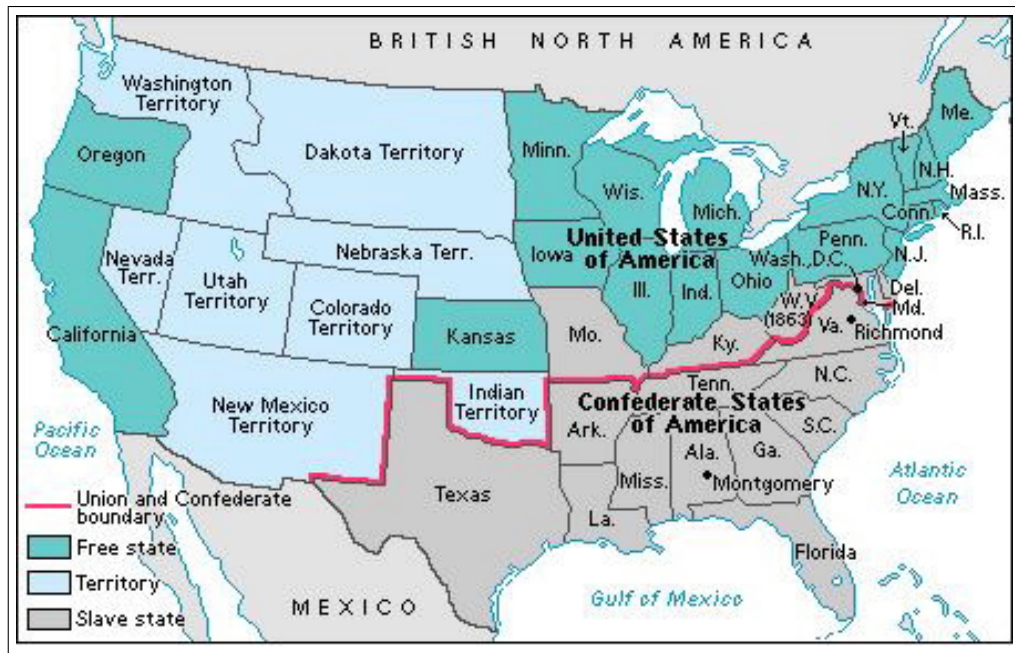 BRITISH NORTH AMERICA
Washington
Territory
Oregon
Dakota Territory
Minn.
Vt.
Me.
N.H.
Wis.
N.Y.
Mass.
Mich.
Conn.
R.I.
Nevada
Terr.
Nebraska Terr.
Iowa
United States
of America
Penn.
Wash., D.C.
N.J.
Utah
Territory
Ill.
Ind.
Ohio
Del.
California
Colorado
Territory
W.V.
(1863)
Md.
Kansas
Mo.
Ky.
Va.
Richmond
New Mexico
Territory
Indian
Territory
Tenn.
N.C.
Confederate States
of America
Pacific
Ocean
Ark.
S.C.
Ala.
Ga.
Atlantic
Ocean
Texas
Miss.
Montgomery
La.
Florida
Union and Confederate
boundary
Free state
Territory
Slave state
MEXICO
Gulf of Mexico